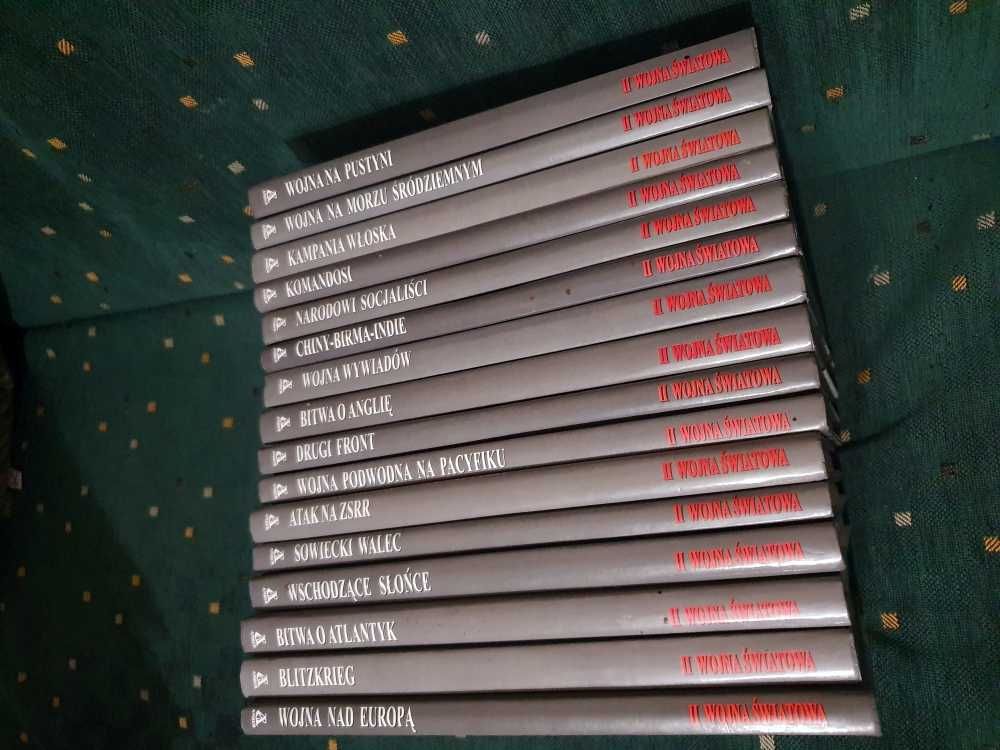 WOJNA NA PUSTYNI II WOJNA ŚWIATOWA
WOJNA NA MORZU ŚRÓDZIEMNYM II WOJNA ŚWIATOWA
KAMPANIA WŁOSKA II WOJNA ŚWIATOWA
KOMANDOSI II WOJNA ŚWIATOWA
NARODOWI SOCJALIŚCI II WOJNA ŚWIATOWA
CHINY-BIRMA-INDIE II WOJNA ŚWIATOWA
WOJNA WYWIADÓW II WOJNA ŚWIATOWA
BITWA O ANGLIĘ II WOJNA ŚWIATOWA
DRUGI FRONT II WOJNA ŚWIATOWA
WOJNA PODWODNA NA PACYFIKU II WOJNA ŚWIATOWA
ATAK NA ZSRR II WOJNA ŚWIATOWA
SOWIECKI WALEC II WOJNA ŚWIATOWA
WSCHODZĄCE SŁOŃCE II WOJNA ŚWIATOWA
BITWA O ATLANTYK II WOJNA ŚWIATOWA
BLITZKRIEG II WOJNA ŚWIATOWA
WOJNA NAD EUROPĄ II WOJNA ŚWIATOWA